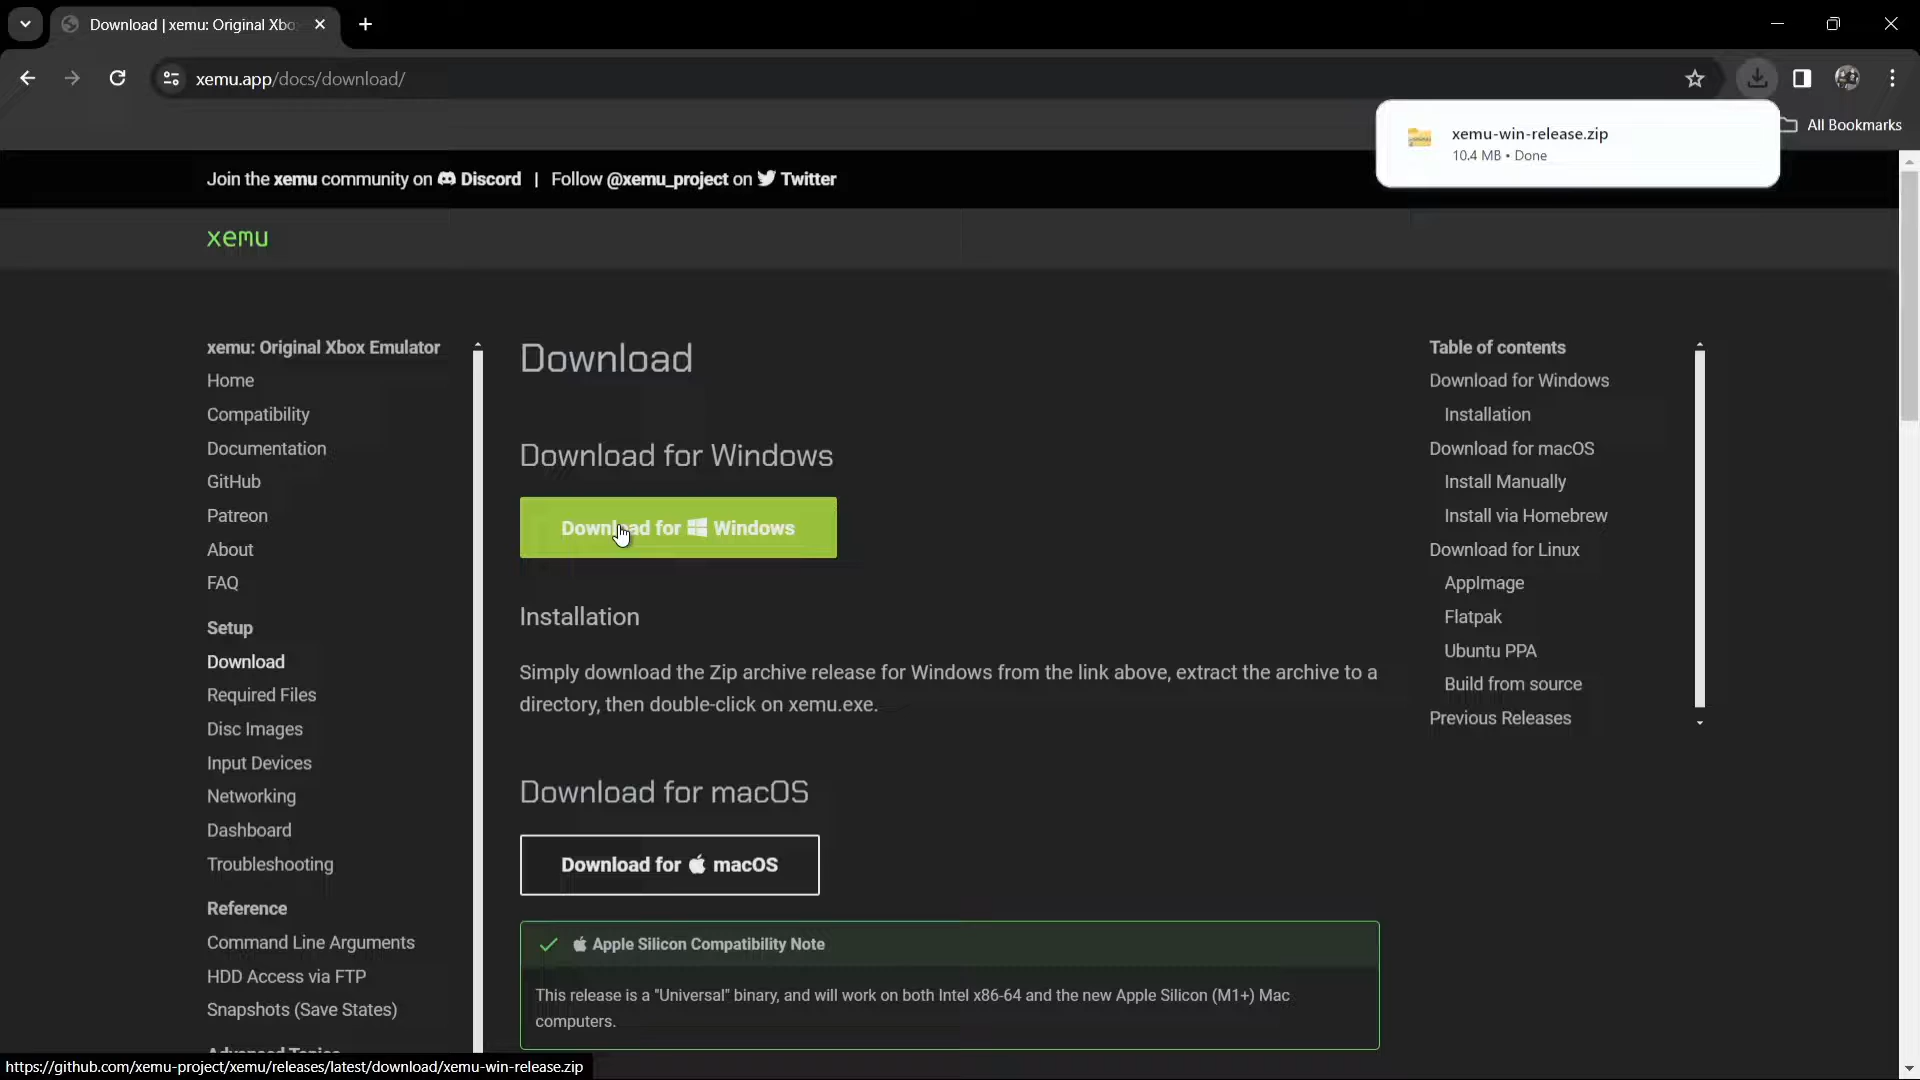 Download | xemu: Original Xbo
xemu.app/docs/download/
xemu-win-release.zip
10.4 MB • Done
All Bookmarks
Join the xemu community on Discord | Follow @xemu_project on Twitter
xemu
xemu: Original Xbox Emulator
Home
Compatibility
Documentation
GitHub
Patreon
About
FAQ
Setup
Download
Required Files
Disc Images
Input Devices
Networking
Dashboard
Troubleshooting
Reference
Command Line Arguments
HDD Access via FTP
Snapshots (Save States)
Advanced Topics
Download
Download for Windows
Download for Windows
Installation
Simply download the Zip archive release for Windows from the link above, extract the archive to a
directory, then double-click on xemu.exe.
Download for macOS
Download for macOS
Apple Silicon Compatibility Note
This release is a "Universal" binary, and will work on both Intel x86-64 and the new Apple Silicon (M1+) Mac
computers.
Table of contents
Download for Windows
Installation
Download for macOS
Install Manually
Install via Homebrew
Download for Linux
AppImage
Flatpak
Ubuntu PPA
Build from source
Previous Releases
https://github.com/xemu-project/xemu/releases/latest/download/xemu-win-release.zip